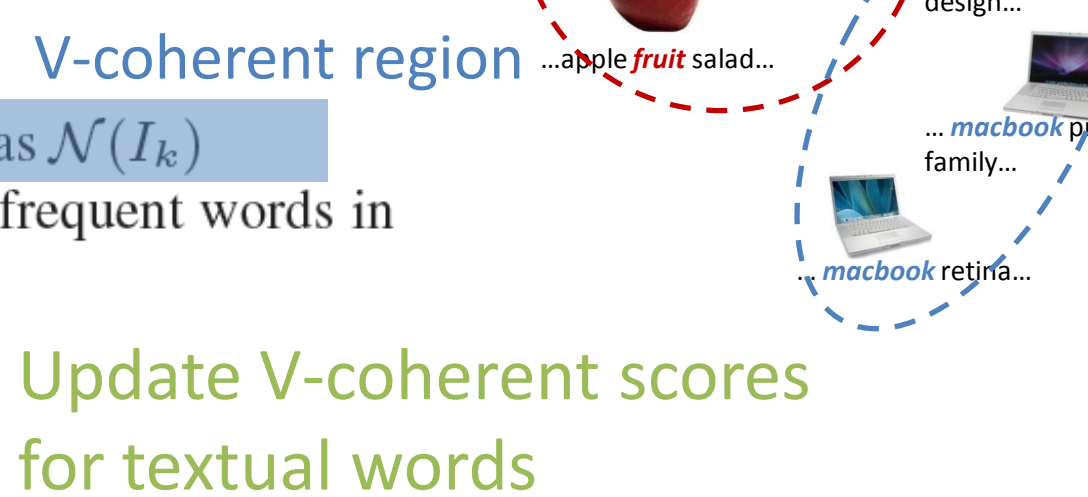 design...
V-coherent region
...apple fruit salad...
as N(I_k)
... macbook
family...
frequent words in
... macbook retina...
Update V-coherent scores
for textual words